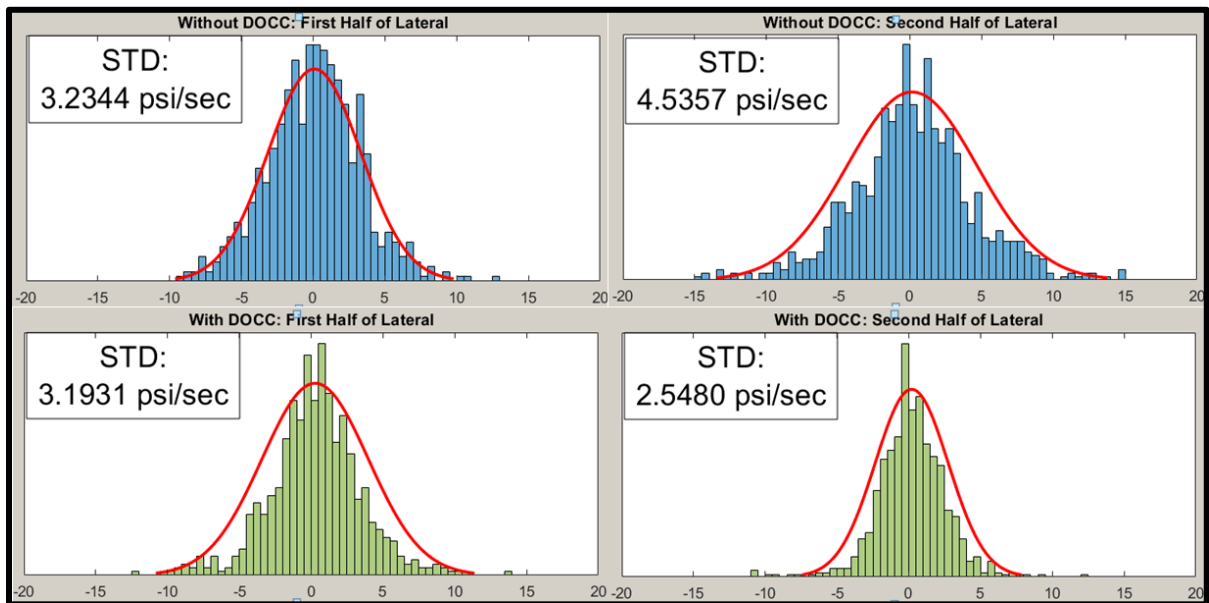 Without DOCC: First Half of Lateral
STD:
3.2344 psi/sec
-20 -15 -10 -5 0 5 10 15 20
Without DOCC: Second Half of Lateral
STD:
4.5357 psi/sec
-20 -15 -10 -5 0 5 10 15 20
With DOCC: First Half of Lateral
STD:
3.1931 psi/sec
-20 -15 -10 -5 0 5 10 15 20
With DOCC: Second Half of Lateral
STD:
2.5480 psi/sec
-20 -15 -10 -5 0 5 10 15 20